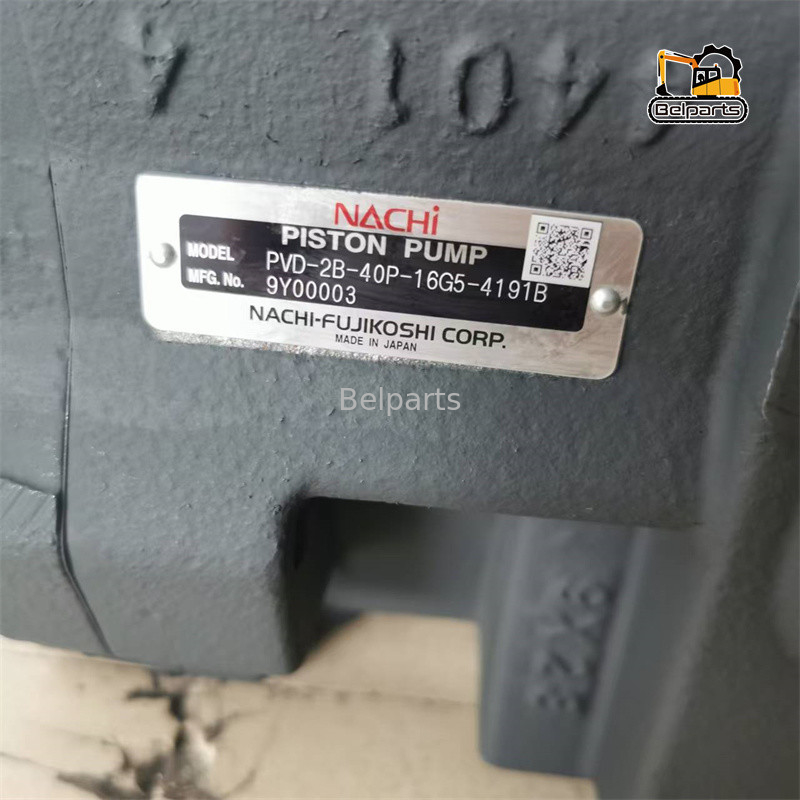 401 A
Belparts
NACHi
PISTON PUMP
MODEL PVD-2B-40P-16G5-4191B
MFG. No. 9Y00003
NACHI-FUJIKOSHI CORP.
MADE IN JAPAN
Belparts